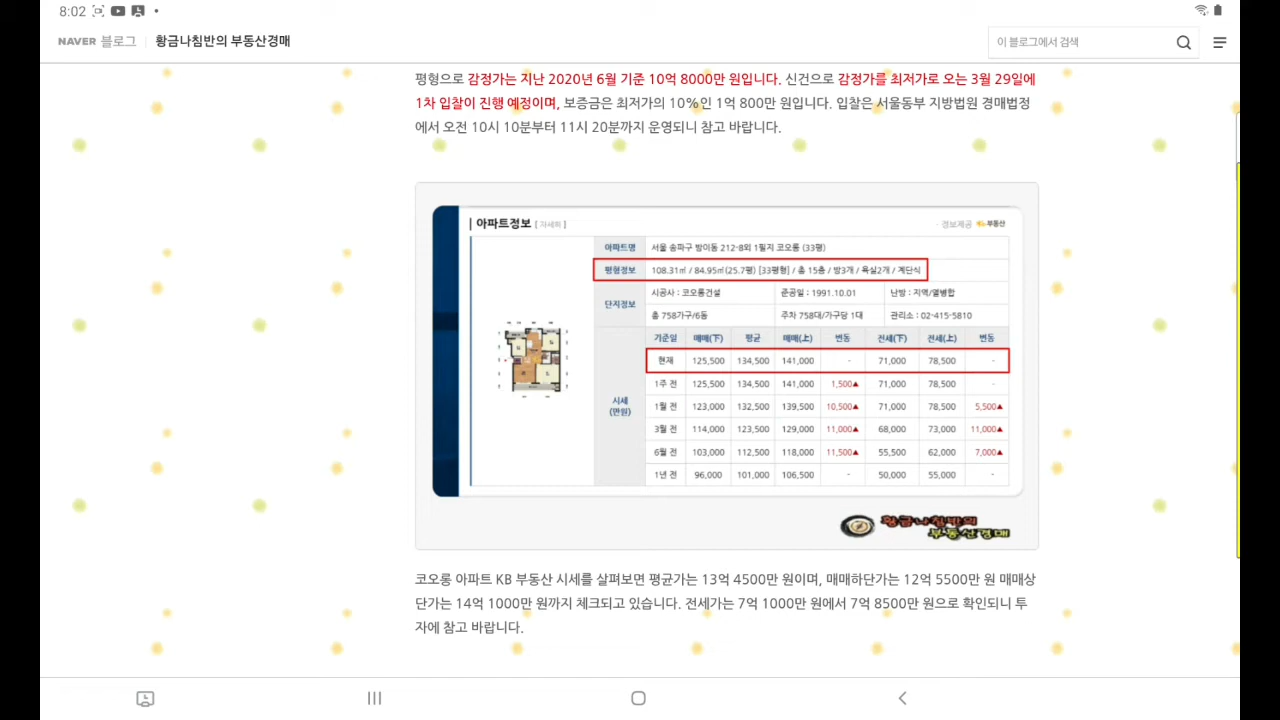 8:02
NAVER 블로그 황금나침반의 부동산경매
이 블로그에서 검색
평형으로 감정가는 지난 2020년 6월 기준 10억 8000만 원입니다. 신건으로 감정가를 최저가로 오는 3월 29일에
1차 입찰이 진행 예정이며, 보증금은 최저가의 10%인 1억 800만 원입니다. 입찰은 서울동부 지방법원 경매법정
에서 오전 10시 10분부터 11시 20분까지 운영되니 참고 바랍니다.
아파트정보 [ 자세히 ]
· 정보제공 부동산
아파트명 서울 송파구 방이동 212-8외 1필지 코오롱 (33평)
평형정보 108.31㎡ / 84.95㎡(25.7평) [33평형] / 총 15층 / 방3개 / 욕실2개 / 계단식
단지정보 시공사 : 코오롱건설 준공일 : 1991.10.01 난방 : 지역/열병합
총 758가구/6동 주차 758대/가구당 1대 관리소 : 02-415-5810
시세 (만원)
기준일 매매(下) 평균 매매(上) 변동 전세(下) 전세(上) 변동
현재 125,500 134,500 141,000 - 71,000 78,500 -
1주 전 125,500 134,500 141,000 1,500▲ 71,000 78,500 -
1월 전 123,000 132,500 139,500 10,500▲ 71,000 78,500 5,500▲
3월 전 114,000 123,500 129,000 11,000▲ 68,000 73,000 11,000▲
6월 전 103,000 112,500 118,000 11,500▲ 55,500 62,000 7,000▲
1년 전 96,000 101,000 106,500 - 50,000 55,000 -
황금나침반의
부동산경매
코오롱 아파트 KB 부동산 시세를 살펴보면 평균가는 13억 4500만 원이며, 매매하단가는 12억 5500만 원 매매상
단가는 14억 1000만 원까지 체크되고 있습니다. 전세가는 7억 1000만 원에서 7억 8500만 원으로 확인되니 투
자에 참고 바랍니다.